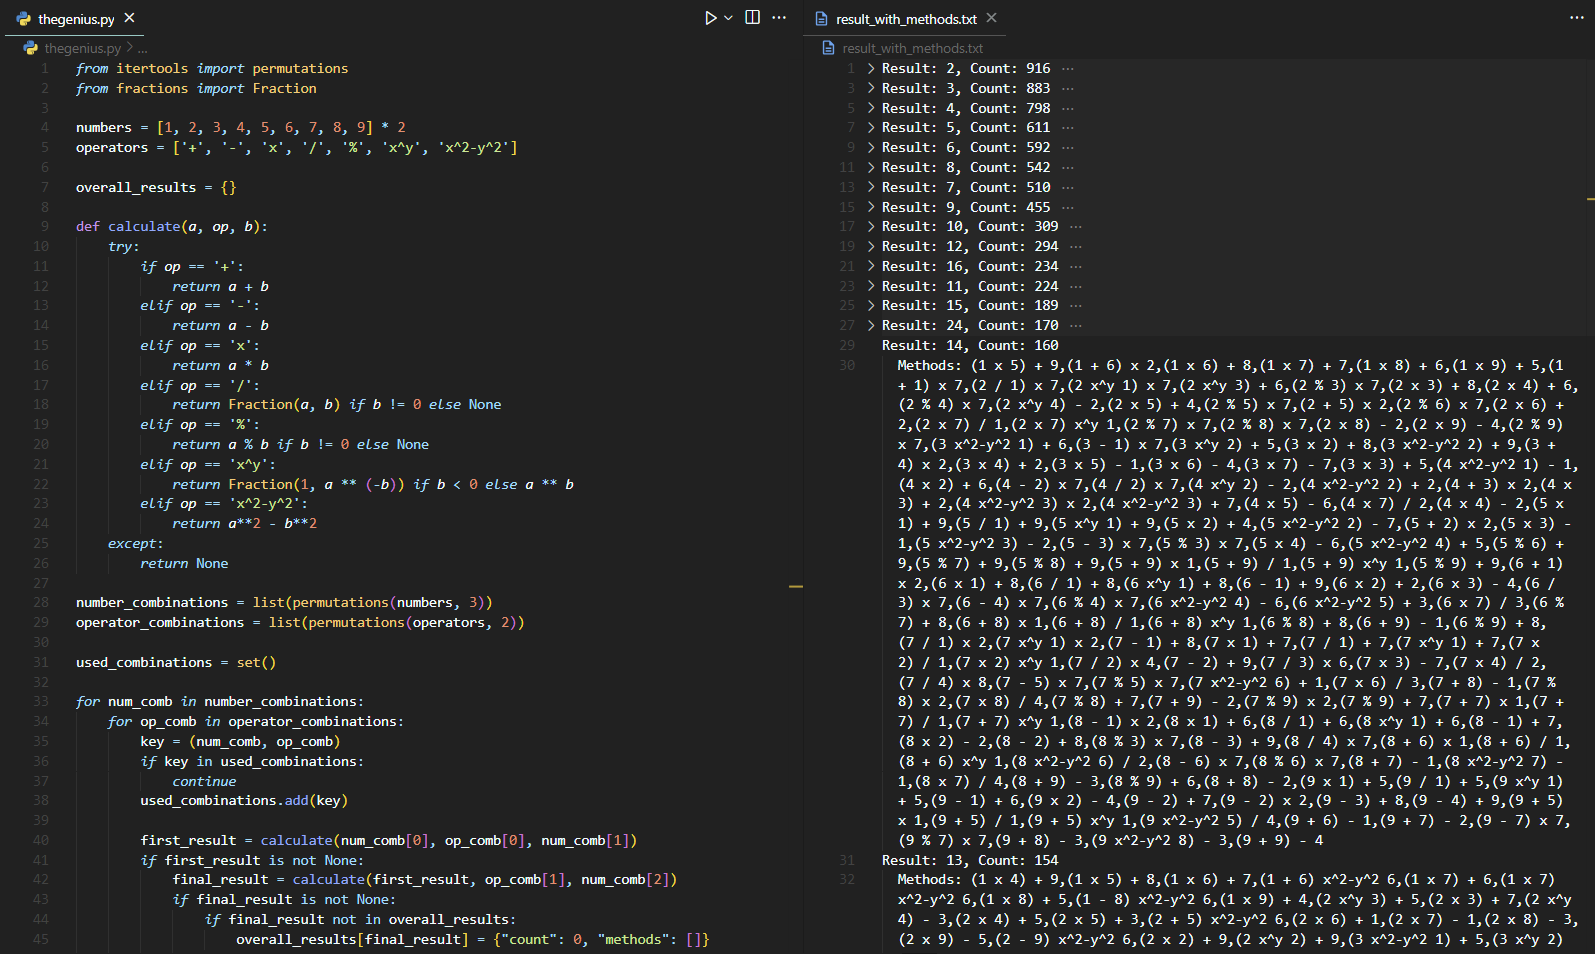 thegenius.py
thegenius.py > ...
1 from itertools import permutations
2 from fractions import Fraction
3
4 numbers = [1, 2, 3, 4, 5, 6, 7, 8, 9] * 2
5 operators = ['+', '-', 'x', '/', '%', 'x^y', 'x^2-y^2']
6
7 overall_results = {}
8
9 def calculate(a, op, b):
10 try:
11 if op == '+':
12 return a + b
13 elif op == '-':
14 return a - b
15 elif op == 'x':
16 return a * b
17 elif op == '/':
18 return Fraction(a, b) if b != 0 else None
19 elif op == '%':
20 return a % b if b != 0 else None
21 elif op == 'x^y':
22 return Fraction(1, a ** (-b)) if b < 0 else a ** b
23 elif op == 'x^2-y^2':
24 return a**2 - b**2
25 except:
26 return None
27
28 number_combinations = list(permutations(numbers, 3))
29 operator_combinations = list(permutations(operators, 2))
30
31 used_combinations = set()
32
33 for num_comb in number_combinations:
34 for op_comb in operator_combinations:
35 key = (num_comb, op_comb)
36 if key in used_combinations:
37 continue
38 used_combinations.add(key)
39
40 first_result = calculate(num_comb[0], op_comb[0], num_comb[1])
41 if first_result is not None:
42 final_result = calculate(first_result, op_comb[1], num_comb[2])
43 if final_result is not None:
44 if final_result not in overall_results:
45 overall_results[final_result] = {"count": 0, "methods": []}
result_with_methods.txt
result_with_methods.txt
1 > Result: 2, Count: 916 ...
3 > Result: 3, Count: 883 ...
5 > Result: 4, Count: 798 ...
7 > Result: 5, Count: 611 ...
9 > Result: 6, Count: 592 ...
11 > Result: 8, Count: 542 ...
13 > Result: 7, Count: 510 ...
15 > Result: 9, Count: 455 ...
17 > Result: 10, Count: 309 ...
19 > Result: 12, Count: 294 ...
21 > Result: 16, Count: 234 ...
23 > Result: 11, Count: 224 ...
25 > Result: 15, Count: 189 ...
27 > Result: 24, Count: 170 ...
29 Result: 14, Count: 160
30 Methods: (1 x 5) + 9,(1 + 6) x 2,(1 x 6) + 8,(1 x 7) + 7,(1 x 8) + 6,(1 x 9) + 5,(1
+ 1) x 7,(2 / 1) x 7,(2 x^y 1) x 7,(2 x^y 3) + 6,(2 % 3) x 7,(2 x 3) + 8,(2 x 4) + 6,
(2 % 4) x 7,(2 x^y 4) - 2,(2 x 5) + 4,(2 % 5) x 7,(2 + 5) x 2,(2 % 6) x 7,(2 x 6) +
2,(2 x 7) / 1,(2 x 7) x^y 1,(2 % 7) x 7,(2 % 8) x 7,(2 x 8) - 2,(2 x 9) - 4,(2 % 9)
x 7,(3 x^2-y^2 1) + 6,(3 - 1) x 7,(3 x^y 2) + 5,(3 x 2) + 8,(3 x^2-y^2 2) + 9,(3 +
4) x 2,(3 x 4) + 2,(3 x 5) - 1,(3 x 6) - 4,(3 x 7) - 7,(3 x 3) + 5,(4 x^2-y^2 1) - 1,
(4 x 2) + 6,(4 - 2) x 7,(4 / 2) x 7,(4 x^y 2) - 2,(4 x^2-y^2 2) + 2,(4 + 3) x 2,(4 x
3) + 2,(4 x^2-y^2 3) x 2,(4 x^2-y^2 3) + 7,(4 x 5) - 6,(4 x 7) / 2,(4 x 4) - 2,(5 x
1) + 9,(5 / 1) + 9,(5 x^y 1) + 9,(5 x 2) + 4,(5 x^2-y^2 2) - 7,(5 + 2) x 2,(5 x 3) -
1,(5 x^2-y^2 3) - 2,(5 - 3) x 7,(5 % 3) x 7,(5 x 4) - 6,(5 x^2-y^2 4) + 5,(5 % 6) +
9,(5 % 7) + 9,(5 % 8) + 9,(5 + 9) x 1,(5 + 9) / 1,(5 + 9) x^y 1,(5 % 9) + 9,(6 + 1)
x 2,(6 x 1) + 8,(6 / 1) + 8,(6 x^y 1) + 8,(6 - 1) + 9,(6 x 2) + 2,(6 x 3) - 4,(6 /
3) x 7,(6 - 4) x 7,(6 % 4) x 7,(6 x^2-y^2 4) - 6,(6 x^2-y^2 5) + 3,(6 x 7) / 3,(6 %
7) + 8,(6 + 8) x 1,(6 + 8) / 1,(6 + 8) x^y 1,(6 % 8) + 8,(6 + 9) - 1,(6 % 9) + 8,
(7 / 1) x 2,(7 x^y 1) x 2,(7 - 1) + 8,(7 x 1) + 7,(7 / 1) + 7,(7 x^y 1) + 7,(7 x
2) / 1,(7 x 2) x^y 1,(7 / 2) x 4,(7 - 2) + 9,(7 / 3) x 6,(7 x 3) - 7,(7 x 4) / 2,
(7 / 4) x 8,(7 - 5) x 7,(7 % 5) x 7,(7 x^2-y^2 6) + 1,(7 x 6) / 3,(7 + 8) - 1,(7 %
8) x 2,(7 x 8) / 4,(7 % 8) + 7,(7 + 9) - 2,(7 % 9) x 2,(7 % 9) + 7,(7 + 7) x 1,(7 +
7) / 1,(7 + 7) x^y 1,(8 - 1) x 2,(8 x 1) + 6,(8 / 1) + 6,(8 x^y 1) + 6,(8 - 1) + 7,
(8 x 2) - 2,(8 - 2) + 8,(8 % 3) x 7,(8 - 3) + 9,(8 / 4) x 7,(8 + 6) x 1,(8 + 6) / 1,
(8 + 6) x^y 1,(8 x^2-y^2 6) / 2,(8 - 6) x 7,(8 % 6) x 7,(8 + 7) - 1,(8 x^2-y^2 7) -
1,(8 x 7) / 4,(8 + 9) - 3,(8 % 9) + 6,(8 + 8) - 2,(9 x 1) + 5,(9 / 1) + 5,(9 x^y 1)
+ 5,(9 - 1) + 6,(9 x 2) - 4,(9 - 2) + 7,(9 - 2) x 2,(9 - 3) + 8,(9 - 4) + 9,(9 + 5)
x 1,(9 + 5) / 1,(9 + 5) x^y 1,(9 x^2-y^2 5) / 4,(9 + 6) - 1,(9 + 7) - 2,(9 - 7) x 7,
(9 % 7) x 7,(9 + 8) - 3,(9 x^2-y^2 8) - 3,(9 + 9) - 4
31 Result: 13, Count: 154
32 Methods: (1 x 4) + 9,(1 x 5) + 8,(1 x 6) + 7,(1 + 6) x^2-y^2 6,(1 x 7) + 6,(1 x 7)
x^2-y^2 6,(1 x 8) + 5,(1 - 8) x^2-y^2 6,(1 x 9) + 4,(2 x^y 3) + 5,(2 x 3) + 7,(2 x^y
4) - 3,(2 x 4) + 5,(2 x 5) + 3,(2 + 5) x^2-y^2 6,(2 x 6) + 1,(2 x 7) - 1,(2 x 8) - 3,
(2 x 9) - 5,(2 - 9) x^2-y^2 6,(2 x 2) + 9,(2 x^y 2) + 9,(3 x^2-y^2 1) + 5,(3 x^y 2)